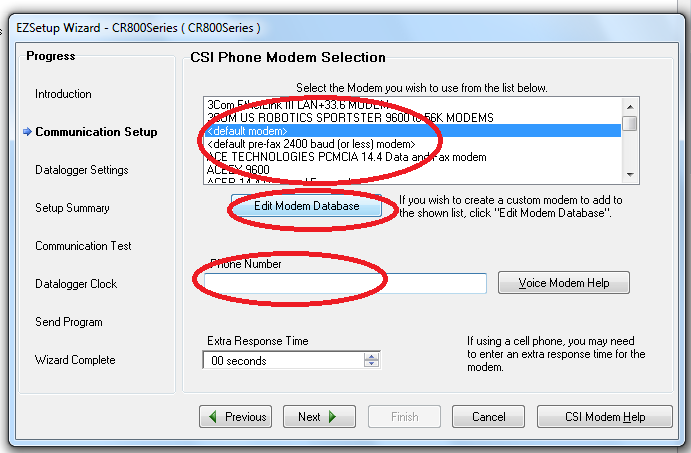 EZSetup Wizard - CR800Series ( CR800Series )
Progress
Introduction
Communication Setup
Datalogger Settings
Setup Summary
Communication Test
Datalogger Clock
Send Program
Wizard Complete
CSI Phone Modem Selection
Select the Modem you wish to use from the list below.
3Com EtherLink III LAN+33.6 MODEM
3COM US ROBOTICS SPORTSTER 9600 to 56K MODEMS
<default modem>
<default pre-fax 2400 baud (or less) modem>
ACE TECHNOLOGIES PCMCIA 14.4 Data and Fax modem
ACEEX 9600
Edit Modem Database
If you wish to create a custom modem to add to
the shown list, click "Edit Modem Database".
Phone Number
Voice Modem Help
Extra Response Time
00 seconds
If using a cell phone, you may need
to enter an extra response time for the
modem.
Previous
Next
Finish
Cancel
CSI Modem Help